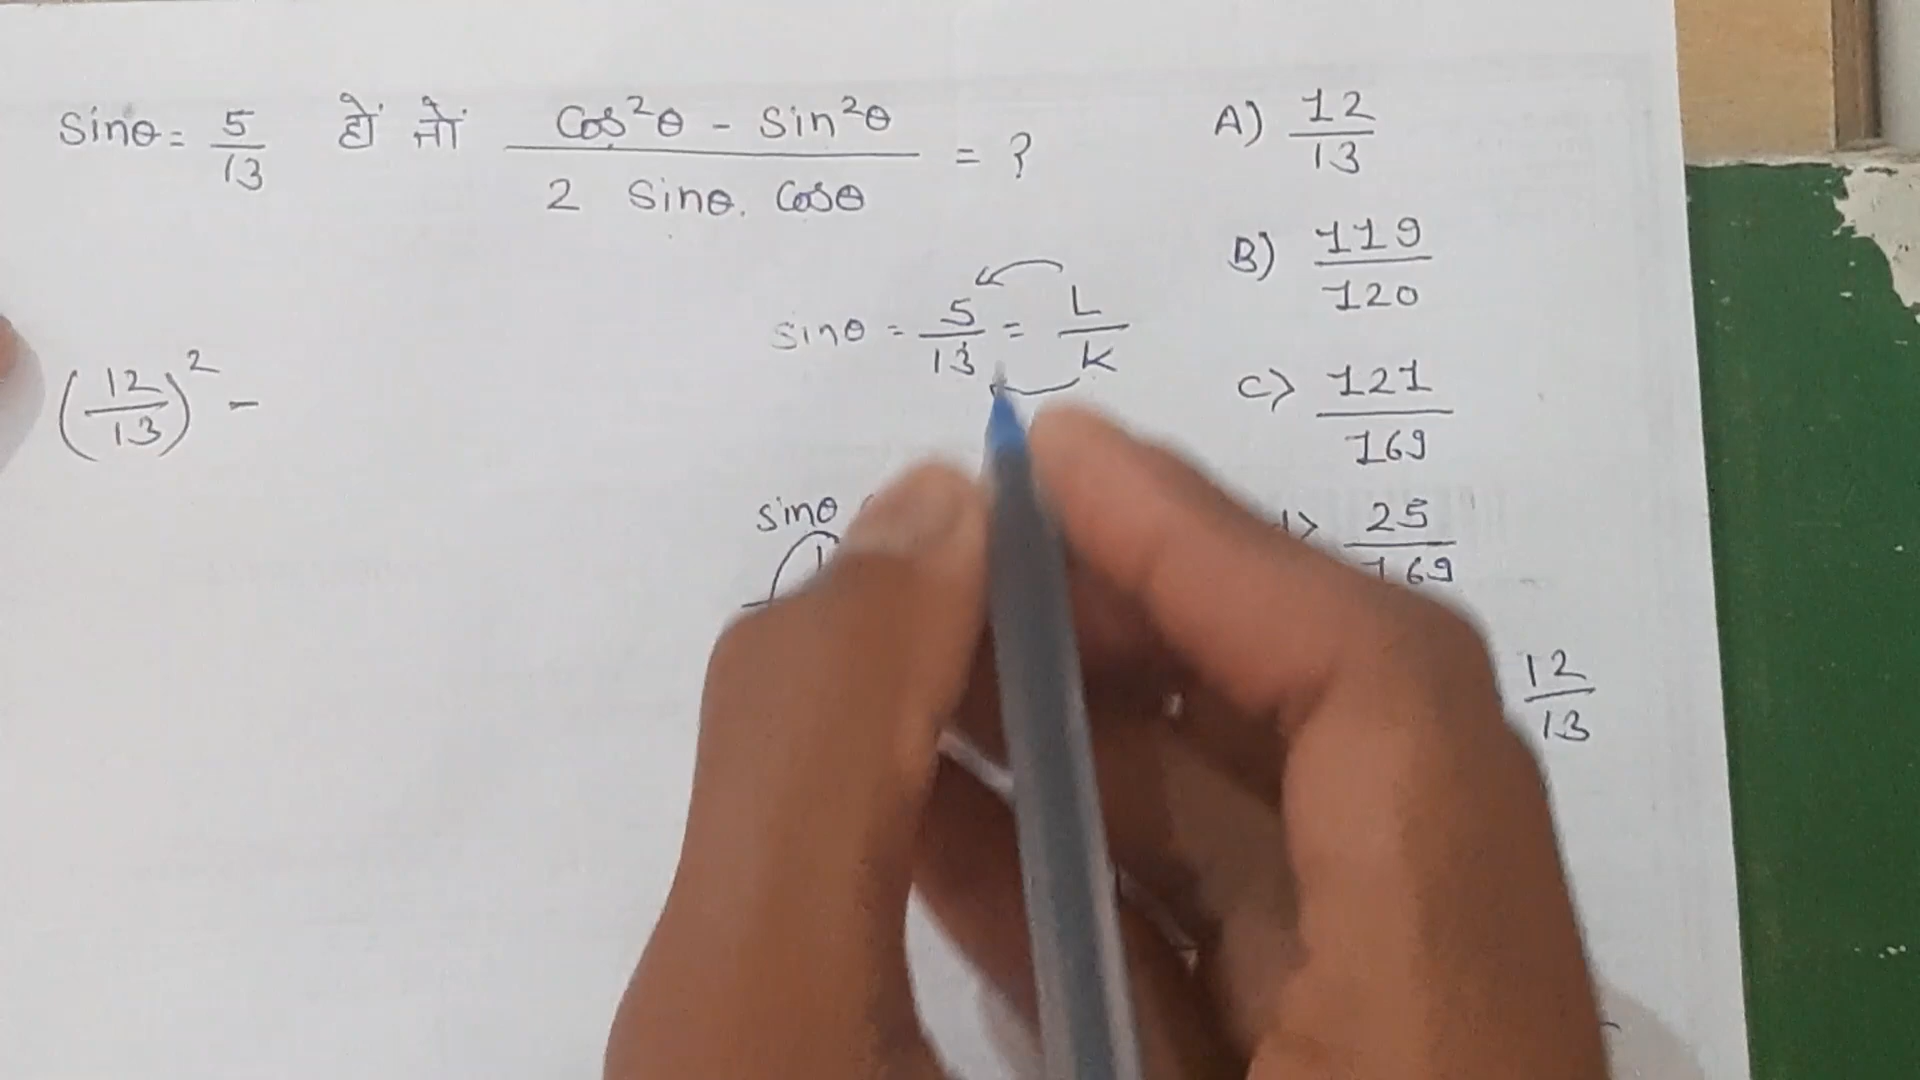 Sinθ = 5/13 हो तो (Cos²θ - Sin²θ)/(2 Sinθ. Cosθ) = ?
A) 12/13
B) 119/120
C) 121/169
25/169
sinθ = 5/13 = L/K
(12/13)² -
sinθ
12/13